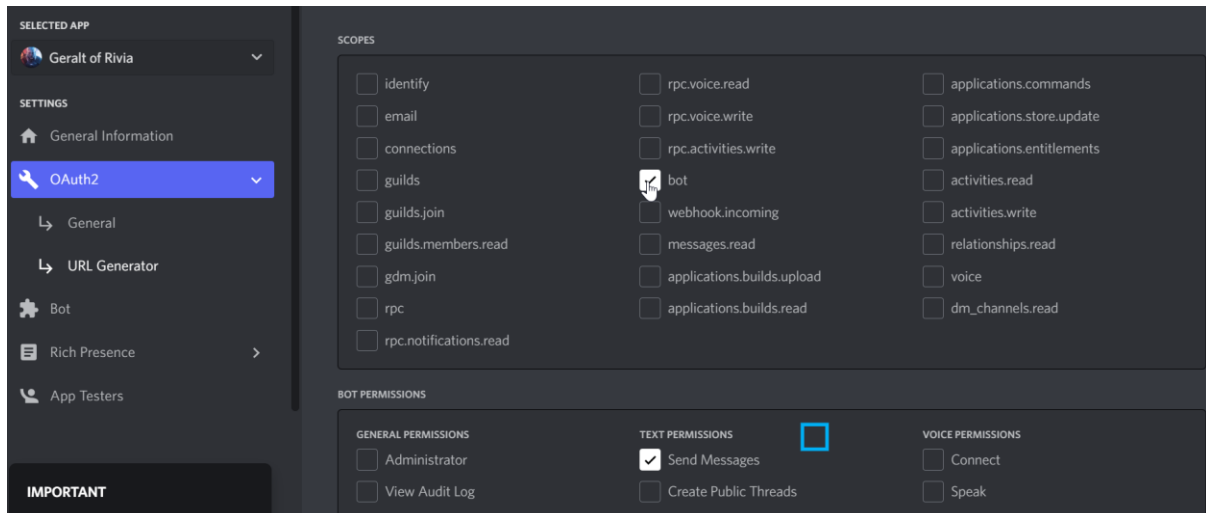 SELECTED APP
Geralt of Rivia
SETTINGS
General Information
OAuth2
General
URL Generator
Bot
Rich Presence
App Testers
IMPORTANT
SCOPES
identify
rpc.voice.read
applications.commands
email
rpc.voice.write
applications.store.update
connections
rpc.activities.write
applications.entitlements
guilds
bot
activities.read
guilds.join
webhook.incoming
activities.write
guilds.members.read
messages.read
relationships.read
gdm.join
applications.builds.upload
voice
rpc
applications.builds.read
dm_channels.read
rpc.notifications.read
BOT PERMISSIONS
GENERAL PERMISSIONS
TEXT PERMISSIONS
VOICE PERMISSIONS
Administrator
Send Messages
Connect
View Audit Log
Create Public Threads
Speak